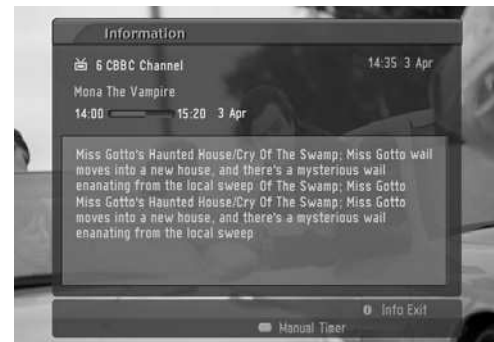 Information
6 CBBC Channel 14:35 3 Apr
Mona The Vampire
14:00 15:20 3 Apr
Miss Gotto's Haunted House/Cry Of The Swamp; Miss Gotto wail
moves into a new house, and there's a mysterious wail
enanating from the local sweep Of The Swamp; Miss Gotto
Miss Gotto's Haunted House/Cry Of The Swamp; Miss Gotto
moves into a new house, and there's a mysterious wail
enanating from the local sweep
i Info Exit
Manual Timer